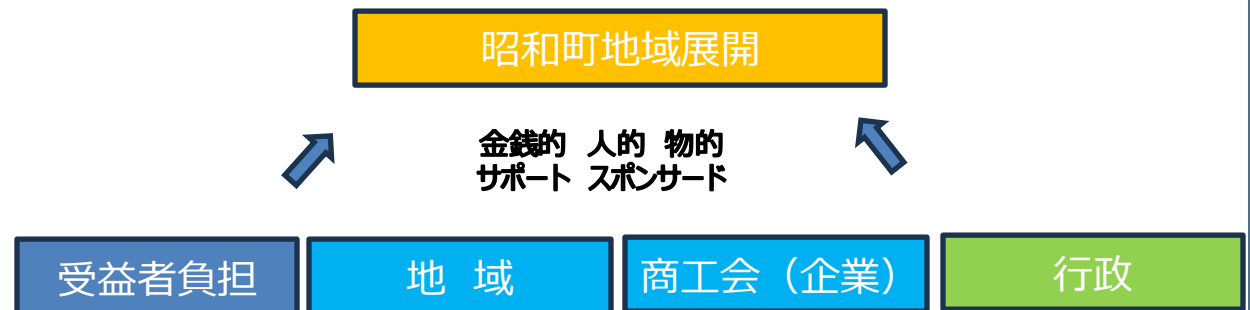 昭和町地域展開
金銭的 人的 物的
サポート スポンサード
受益者負担
地 域
商工会（企業）
行政